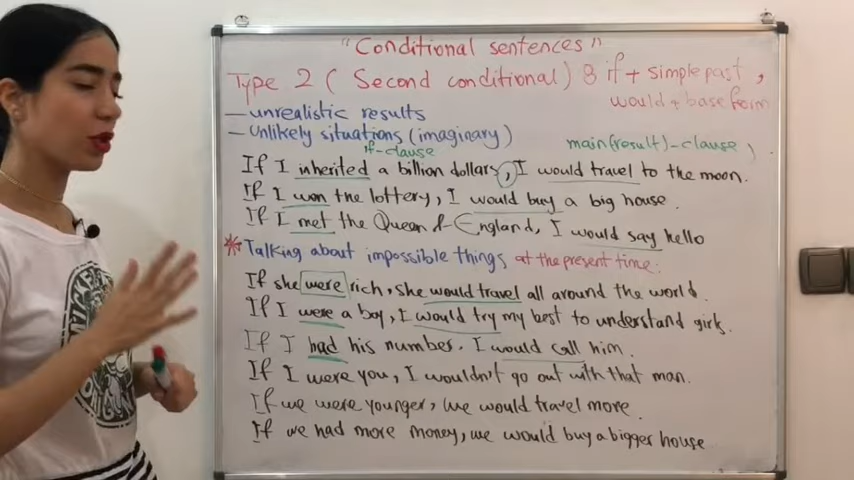 "Conditional sentences"
Type 2 ( Second conditional) : if + simple past ,
would + base form
- unrealistic results
- Unlikely situations (imaginary)
if-clause
main(result)-clause
If I inherited a billion dollars, I would travel to the moon.
If I won the lottery, I would buy a big house.
If I met the Queen of England, I would say hello
* Talking about impossible things at the present time:
If she were rich, she would travel all around the world.
If I were a boy, I would try my best to understand girls.
If I had his number. I would call him.
If I were you, I wouldn't go out with that man.
If we were younger, we would travel more.
If we had more money, we would buy a bigger house